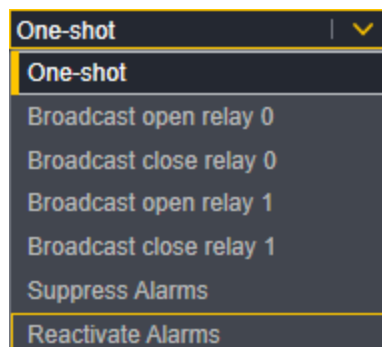 One-shot
One-shot
Broadcast open relay 0
Broadcast close relay 0
Broadcast open relay 1
Broadcast close relay 1
Suppress Alarms
Reactivate Alarms